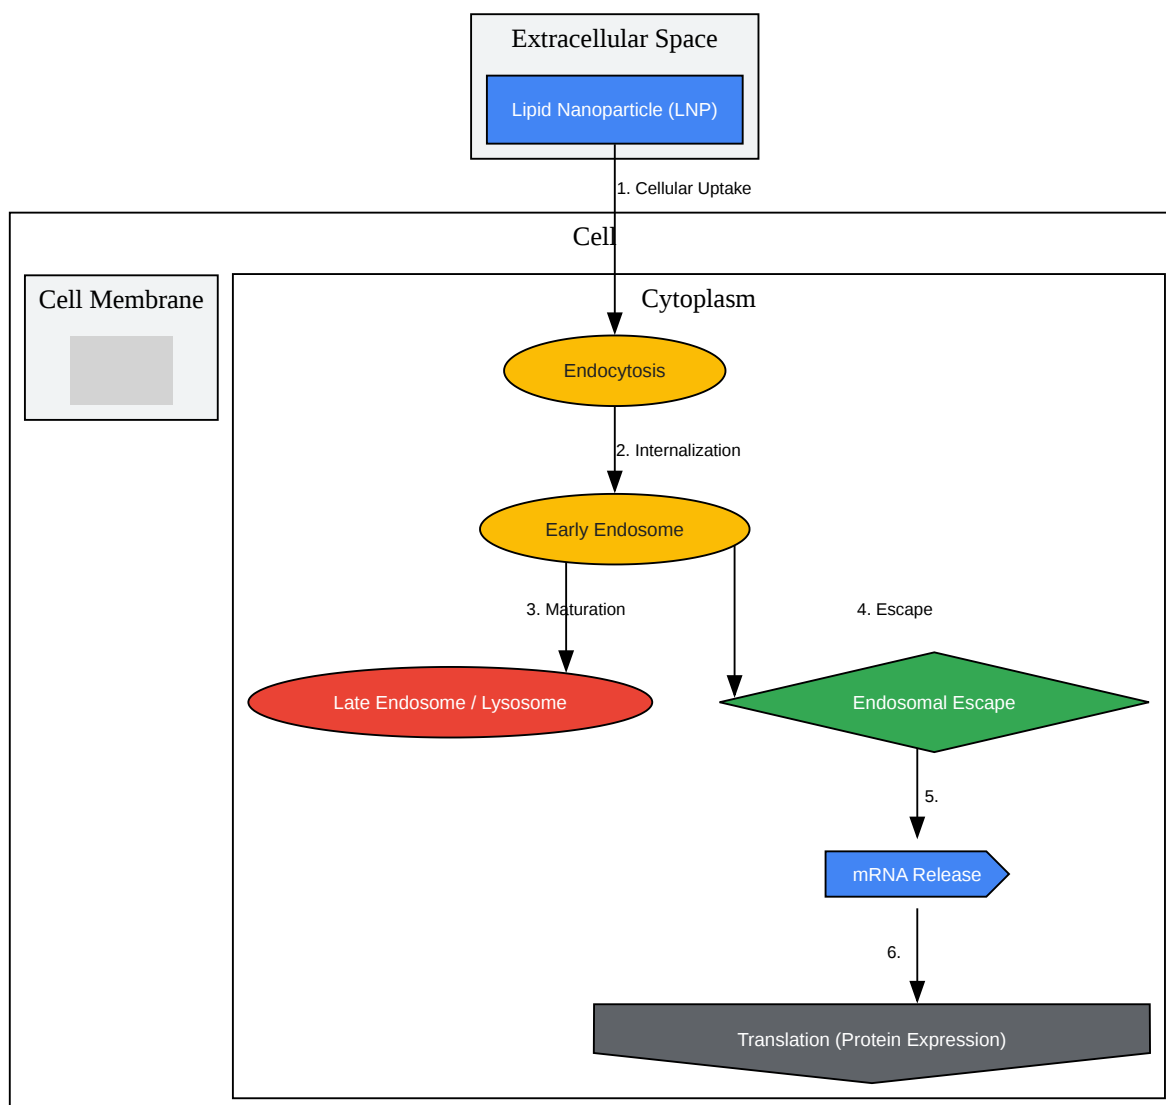 Extracellular Space
Lipid Nanoparticle (LNP)
1. Cellular Uptake
Cell
Cell Membrane
Cytoplasm
Endocytosis
2. Internalization
Early Endosome
3. Maturation
4. Escape
Late Endosome / Lysosome
Endosomal Escape
5.
mRNA Release
6.
Translation (Protein Expression)